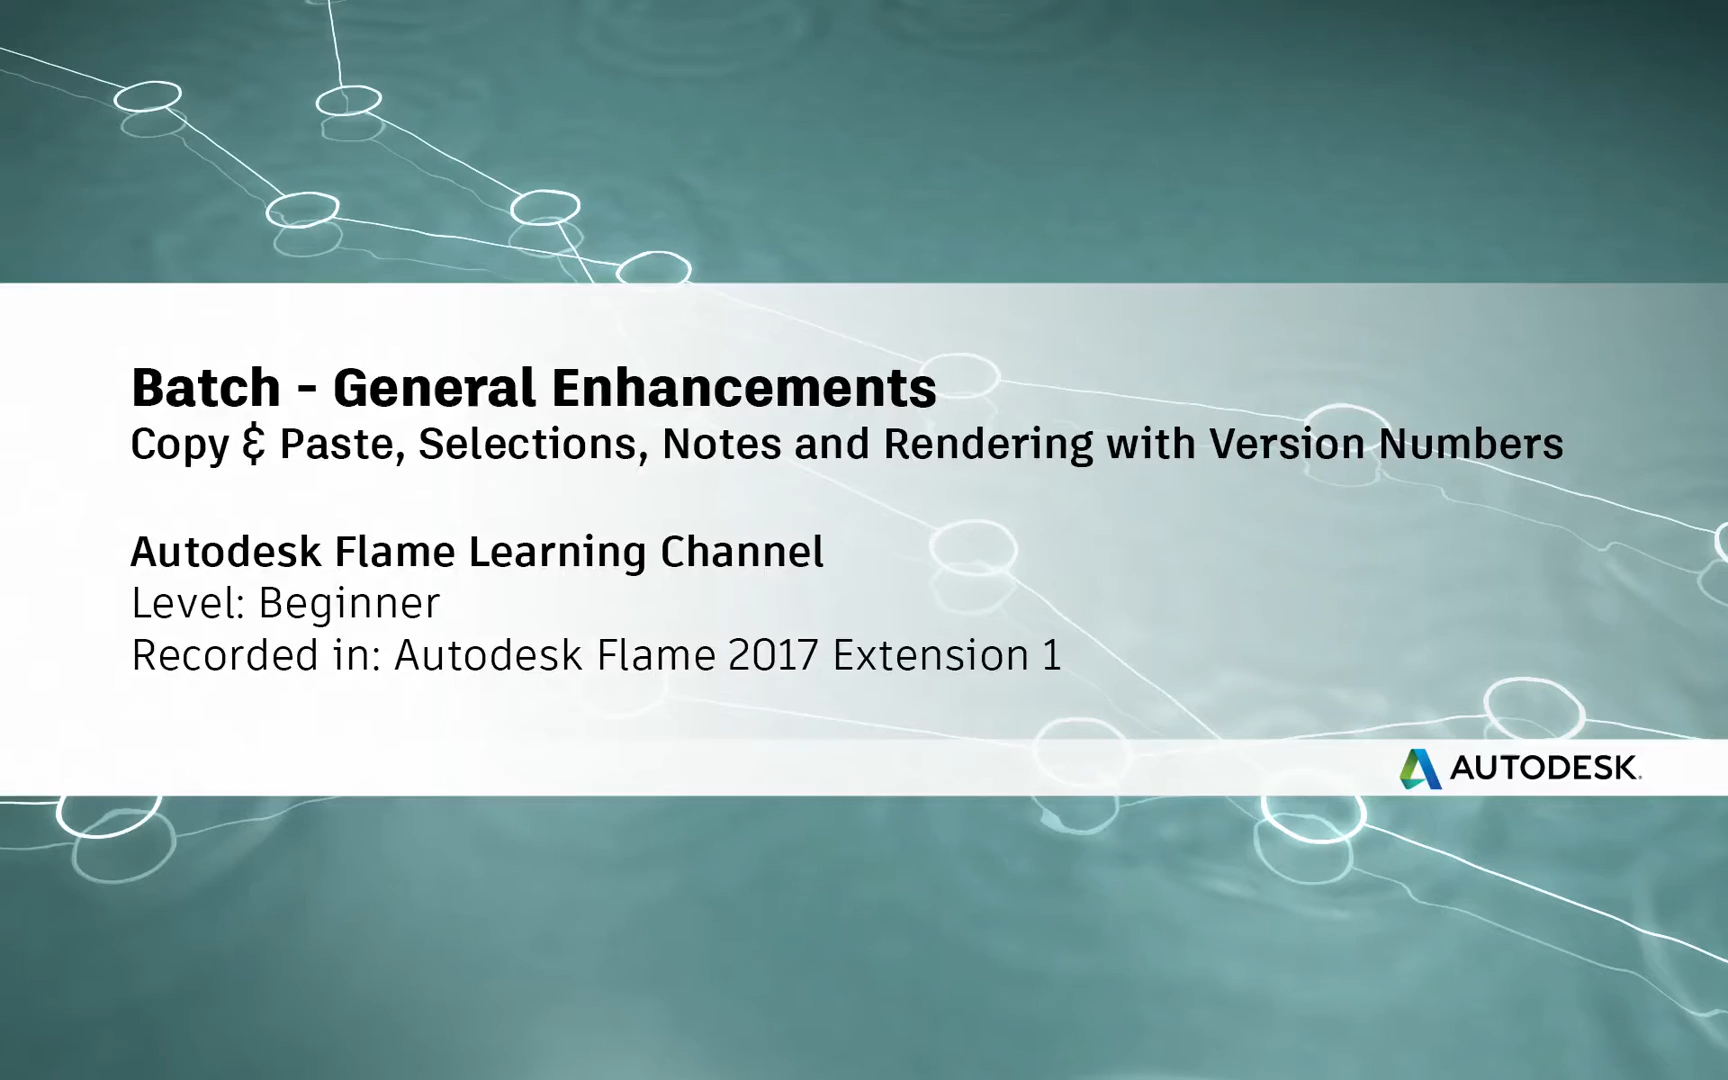 Batch - General Enhancements
Copy & Paste, Selections, Notes and Rendering with Version Numbers
Autodesk Flame Learning Channel
Level: Beginner
Recorded in: Autodesk Flame 2017 Extension 1
AUTODESK.